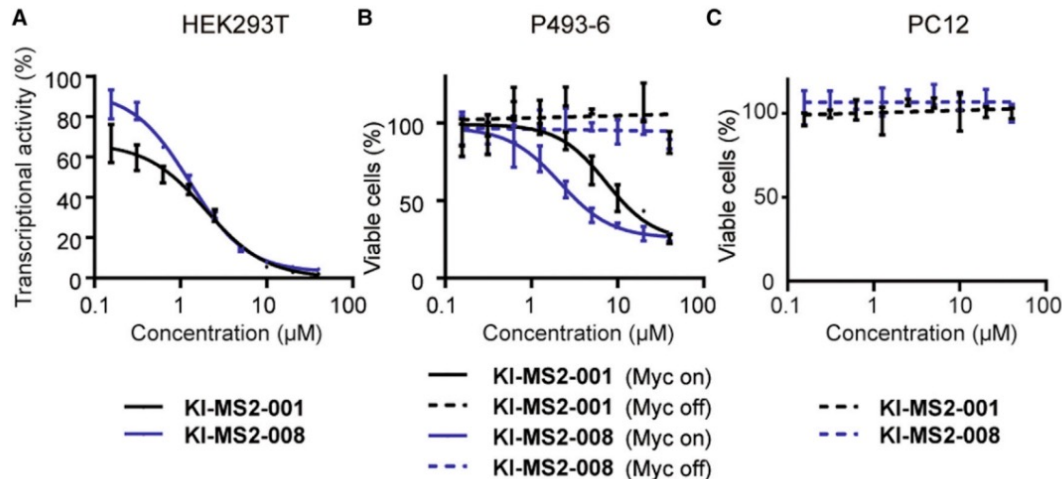 A
HEK293T
Transcriptional activity (%)
100
80
60
40
20
0
0.1
1
10
100
Concentration (µM)
KI-MS2-001
KI-MS2-008
B
P493-6
Viable cells (%)
100
50
0
0.1
1
10
100
Concentration (µM)
KI-MS2-001 (Myc on)
KI-MS2-001 (Myc off)
KI-MS2-008 (Myc on)
KI-MS2-008 (Myc off)
C
PC12
Viable cells (%)
100
50
0
0.1
1
10
100
Concentration (µM)
KI-MS2-001
KI-MS2-008